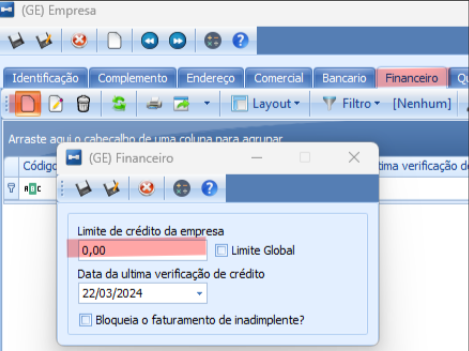 (GE) Empresa
Identificação Complemento Endereço Comercial Bancario Financeiro
Layout Filtro [Nenhum]
Arraste aqui o cabeçalho de uma coluna para agrupar
Código tima verificação d
(GE) Financeiro
Limite de crédito da empresa
0,00 Limite Global
Data da ultima verificação de crédito
22/03/2024
Bloqueia o faturamento de inadimplente?